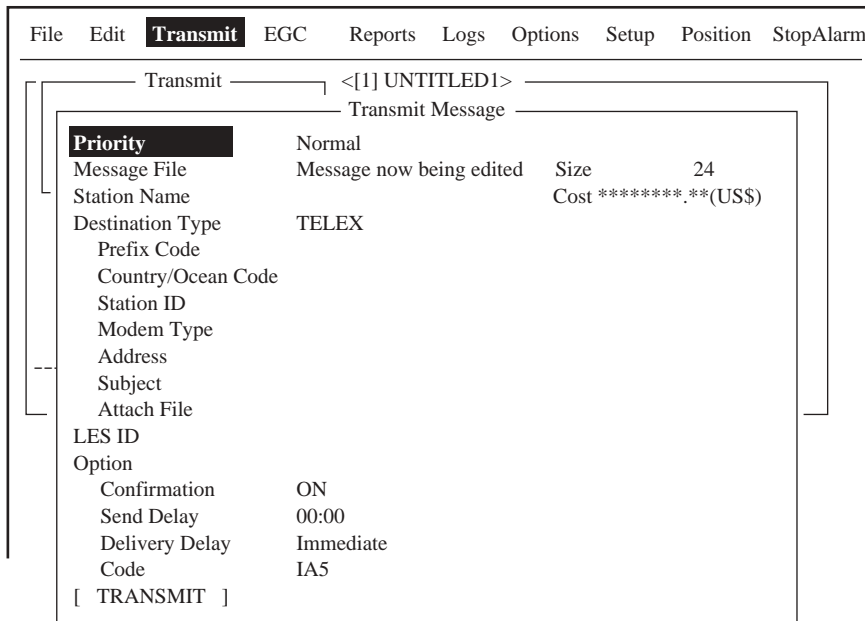 File Edit Transmit EGC Reports Logs Options Setup Position StopAlarm
Transmit <[1] UNTITLED1>
Transmit Message
Priority Normal
Message File Message now being edited Size 24
Station Name Cost ********.**(US$)
Destination Type TELEX
Prefix Code
Country/Ocean Code
Station ID
Modem Type
Address
Subject
Attach File
LES ID
Option
Confirmation ON
Send Delay 00:00
Delivery Delay Immediate
Code IA5
[ TRANSMIT ]